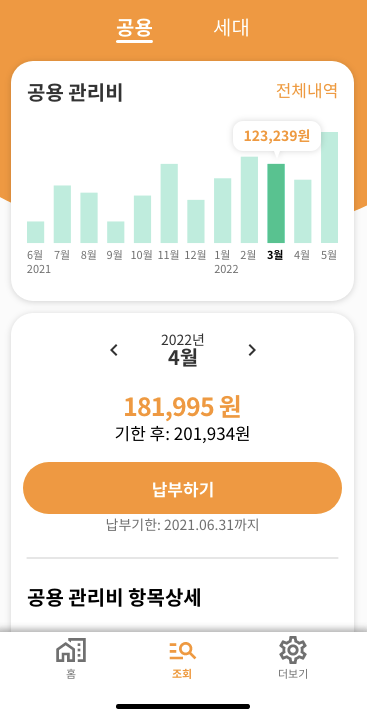 공용 세대
공용 관리비 전체내역
123,239원
6월 7월 8월 9월 10월 11월 12월 1월 2월 3월 4월 5월
2021 2022
2022년
4월
181,995 원
기한 후: 201,934원
납부하기
납부기한: 2021.06.31까지
공용 관리비 항목상세
홈 조회 더보기